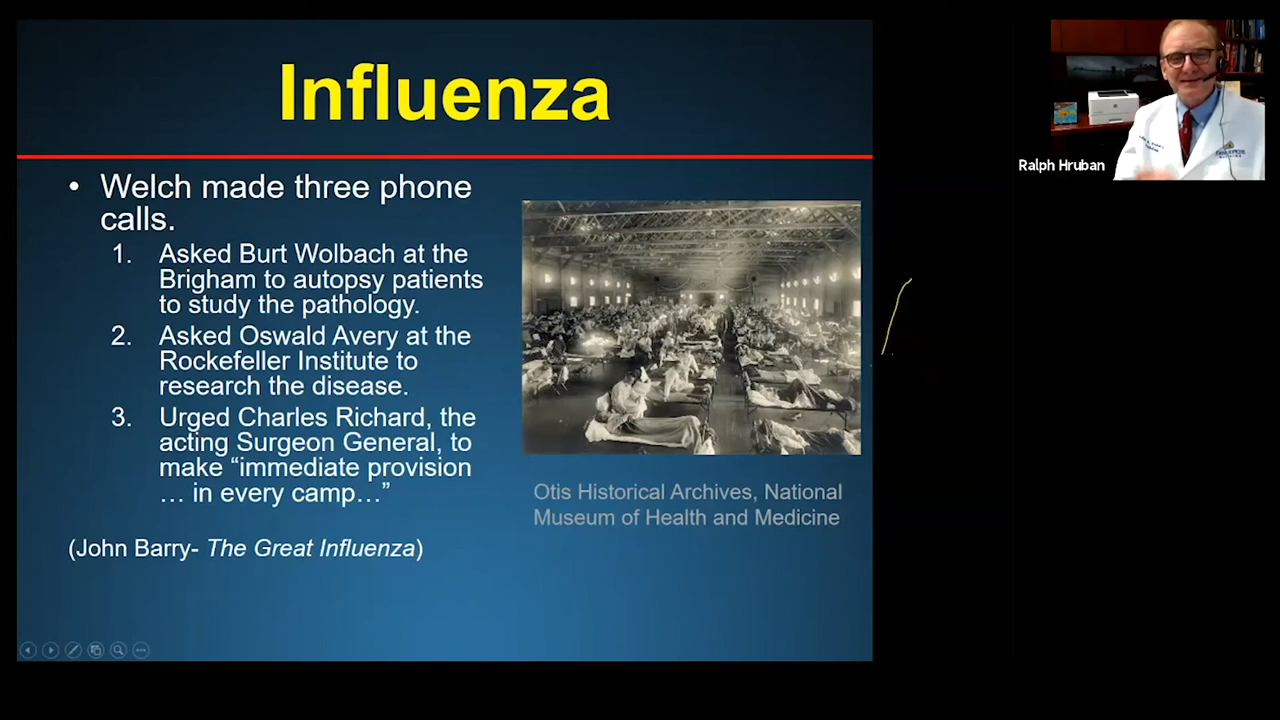 Influenza
• Welch made three phone
calls.
1. Asked Burt Wolbach at the
Brigham to autopsy patients
to study the pathology.
2. Asked Oswald Avery at the
Rockefeller Institute to
research the disease.
3. Urged Charles Richard, the
acting Surgeon General, to
make “immediate provision
… in every camp…”
(John Barry- The Great Influenza)
Otis Historical Archives, National
Museum of Health and Medicine
Ralph Hruban